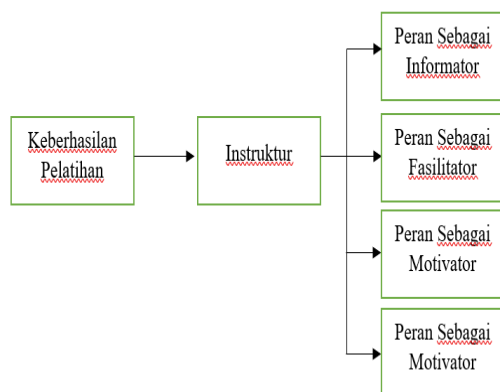 Keberhasilan
Pelatihan
Instruktur
Peran Sebagai
Informator
Peran Sebagai
Fasilitator
Peran Sebagai
Motivator
Peran Sebagai
Motivator